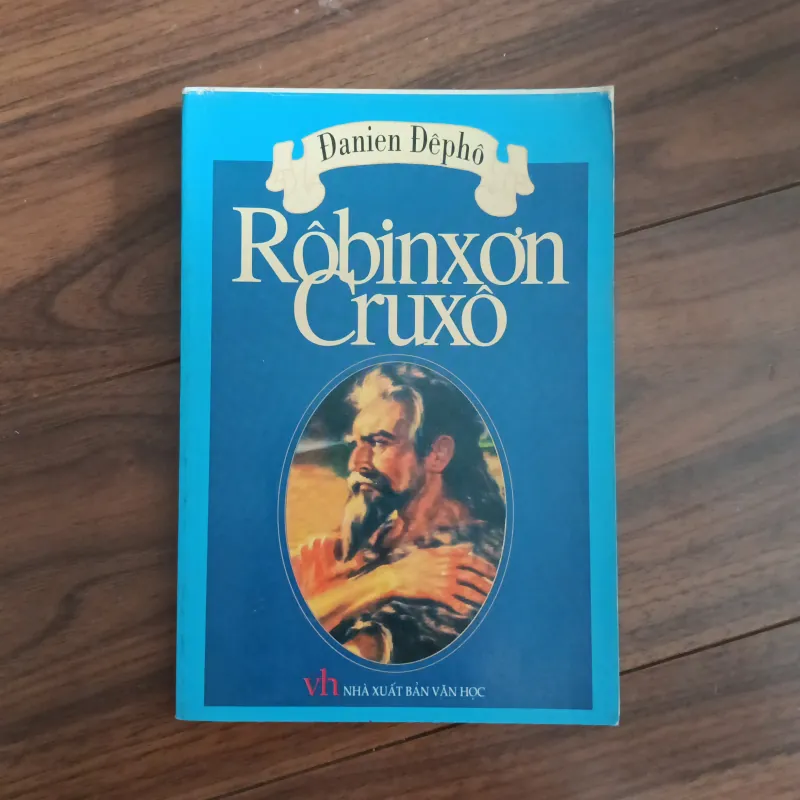 Đanien Đêphô
Rôbinxơn
Cruxô
vh NHÀ XUẤT BẢN VĂN HỌC